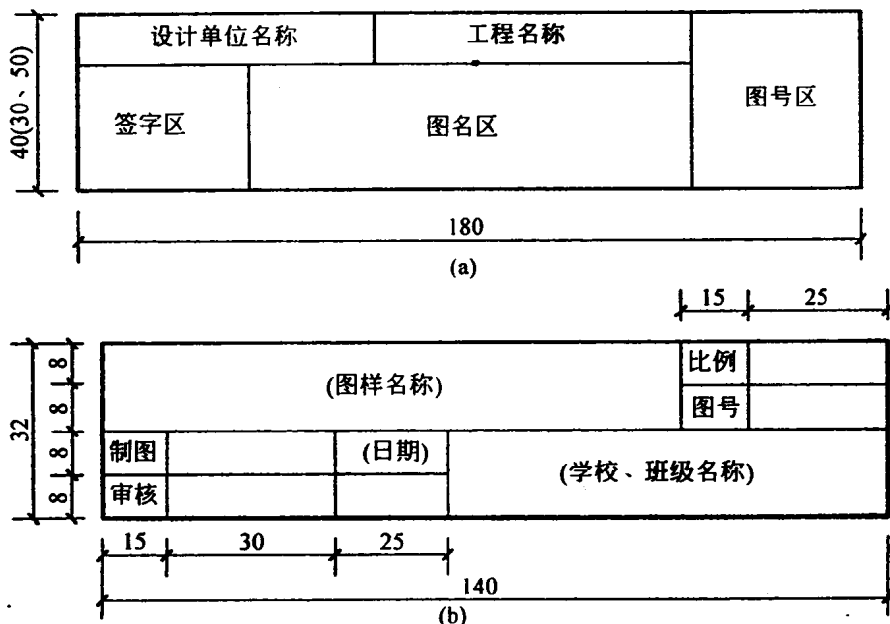 设计单位名称 工程名称 图号区
40(30、50)
签字区 图名区
180
(a)
15 25
32
8
8
8
8
(图样名称) 比例
图号
制图 (日期) (学校、班级名称)
审核
15 30 25
140
(b)